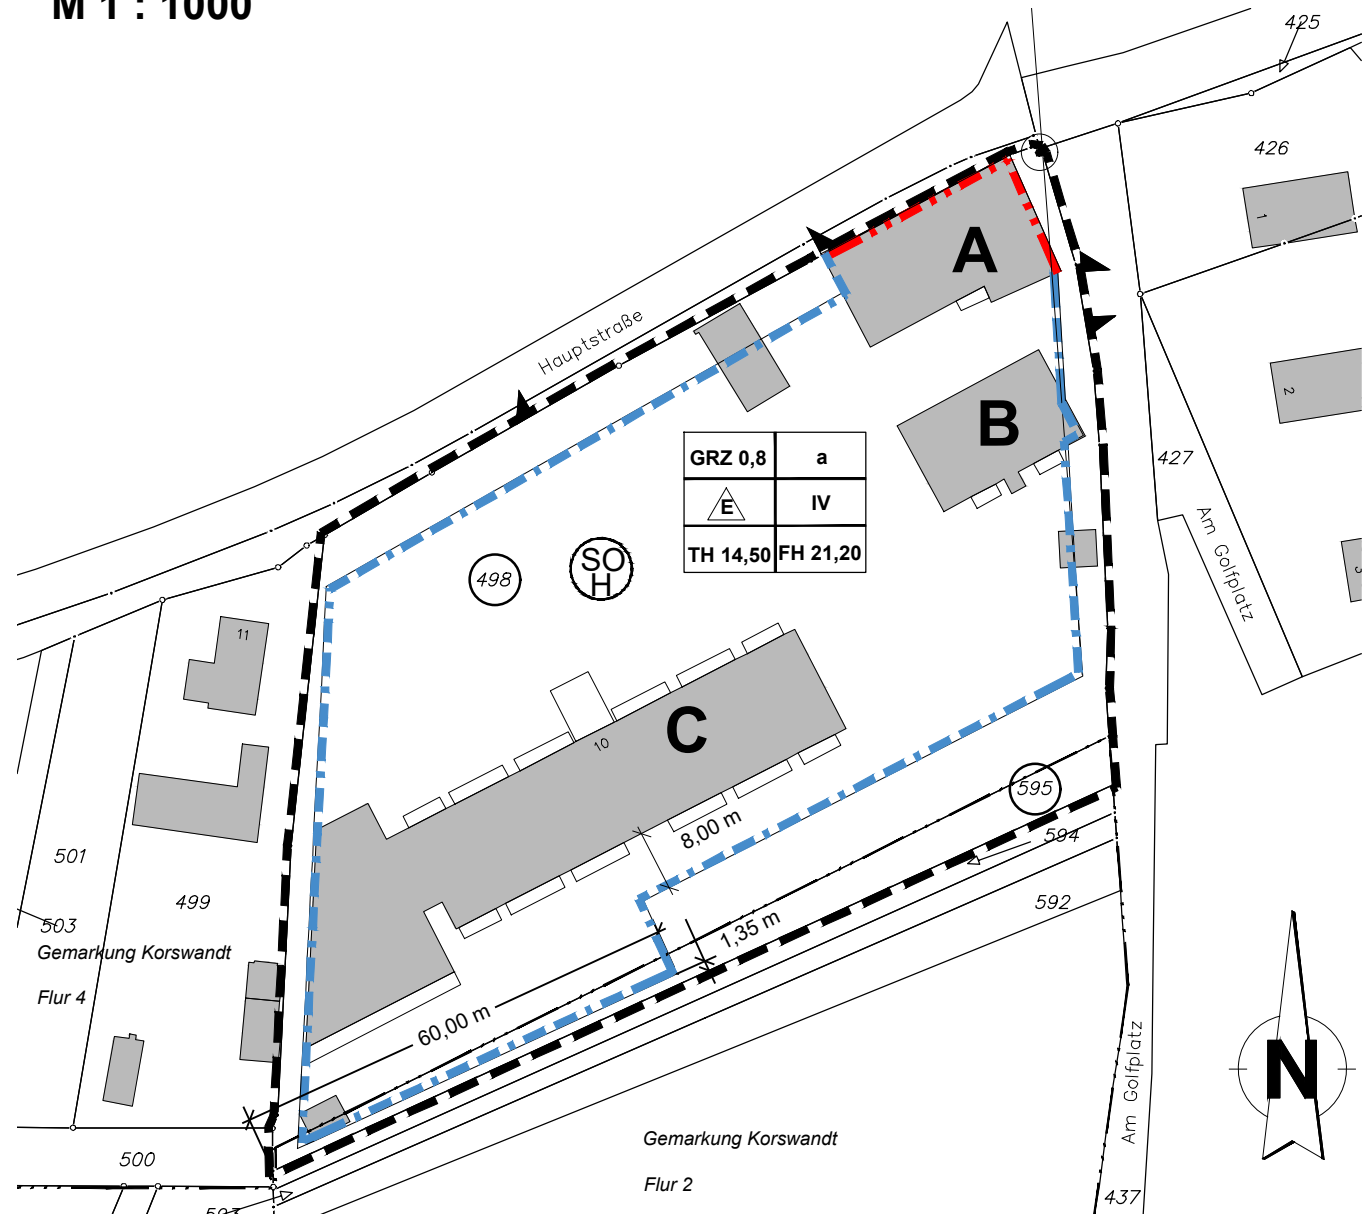 M 1 : 1000
425
426
1
A
Hauptstraße
2
B
GRZ 0,8 a
E IV
TH 14,50 FH 21,20
427
Am Golfplatz
3
498
SO
H
11
C
10
595
8,00 m
594
501
499
592
503
1,35 m
Gemarkung Korswandt
Flur 4
60,00 m
N
Am Golfplatz
Gemarkung Korswandt
500
Flur 2
437